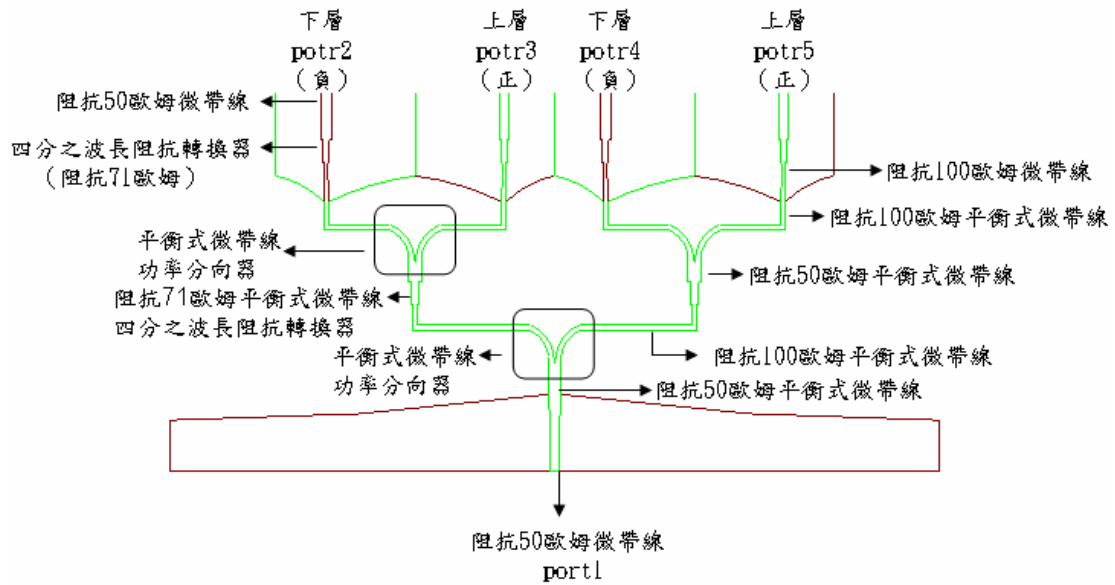 下層
potr2
(負)
上層
potr3
(正)
下層
potr4
(負)
上層
potr5
(正)
阻抗50歐姆微帶線
四分之波長阻抗轉換器
(阻抗71歐姆)
阻抗100歐姆微帶線
阻抗100歐姆平衡式微帶線
平衡式微帶線
功率分向器
阻抗50歐姆平衡式微帶線
阻抗71歐姆平衡式微帶線
四分之波長阻抗轉換器
平衡式微帶線
功率分向器
阻抗100歐姆平衡式微帶線
阻抗50歐姆平衡式微帶線
阻抗50歐姆微帶線
port1